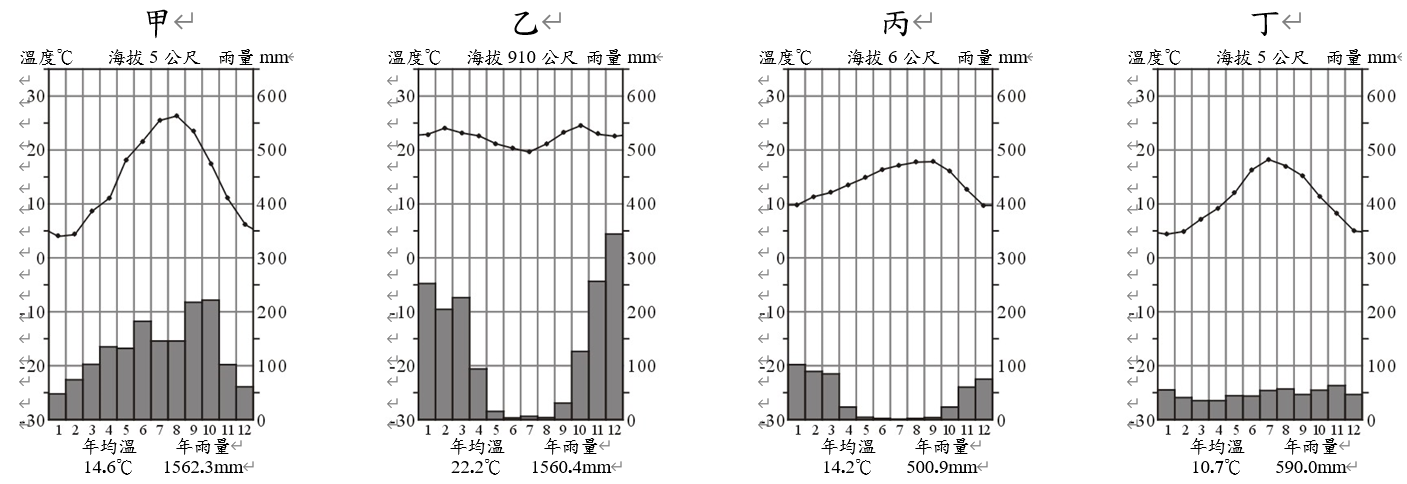 甲↵ 乙↵ 丙↵ 丁↵
溫度℃ 海拔 5 公尺 雨量 mm↵ 溫度℃ 海拔 910 公尺 雨量 mm↵ 溫度℃ 海拔 6 公尺 雨量 mm↵ 溫度℃ 海拔 5 公尺 雨量 mm↵
30 600 30 600 30 600 30 600
20 500 20 500 20 500 20 500
10 400 10 400 10 400 10 400
0 300 0 300 0 300 0 300
-10 200 -10 200 -10 200 -10 200
-20 100 -20 100 -20 100 -20 100
-30 0 -30 0 -30 0 -30 0
1 2 3 4 5 6 7 8 9 10 11 12 1 2 3 4 5 6 7 8 9 10 11 12 1 2 3 4 5 6 7 8 9 10 11 12 1 2 3 4 5 6 7 8 9 10 11 12
年均溫 年雨量↵ 年均溫 年雨量↵ 年均溫 年雨量↵ 年均溫 年雨量↵
14.6℃ 1562.3mm↵ 22.2℃ 1560.4mm↵ 14.2℃ 500.9mm↵ 10.7℃ 590.0mm↵